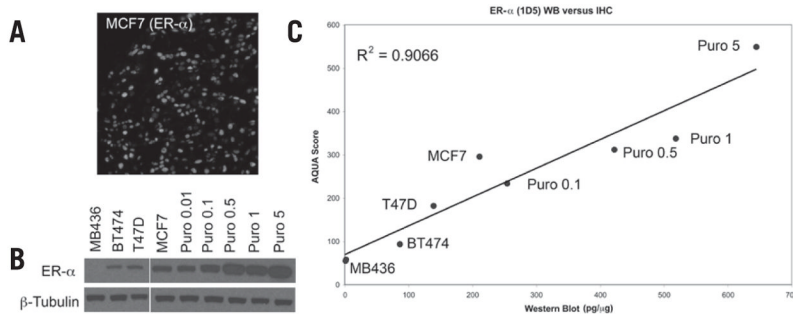 A
MCF7 (ER-α)
B
MB436
BT474
T47D
MCF7
Puro 0.01
Puro 0.1
Puro 0.5
Puro 1
Puro 5
ER-α
β-Tubulin
C
ER-α (1D5) WB versus IHC
R² = 0.9066
AQUA Score
600
500
400
300
200
100
0
Puro 5
Puro 1
Puro 0.5
MCF7
Puro 0.1
T47D
BT474
MB436
0 100 200 300 400 500 600 70
Western Blot (pg/μg)